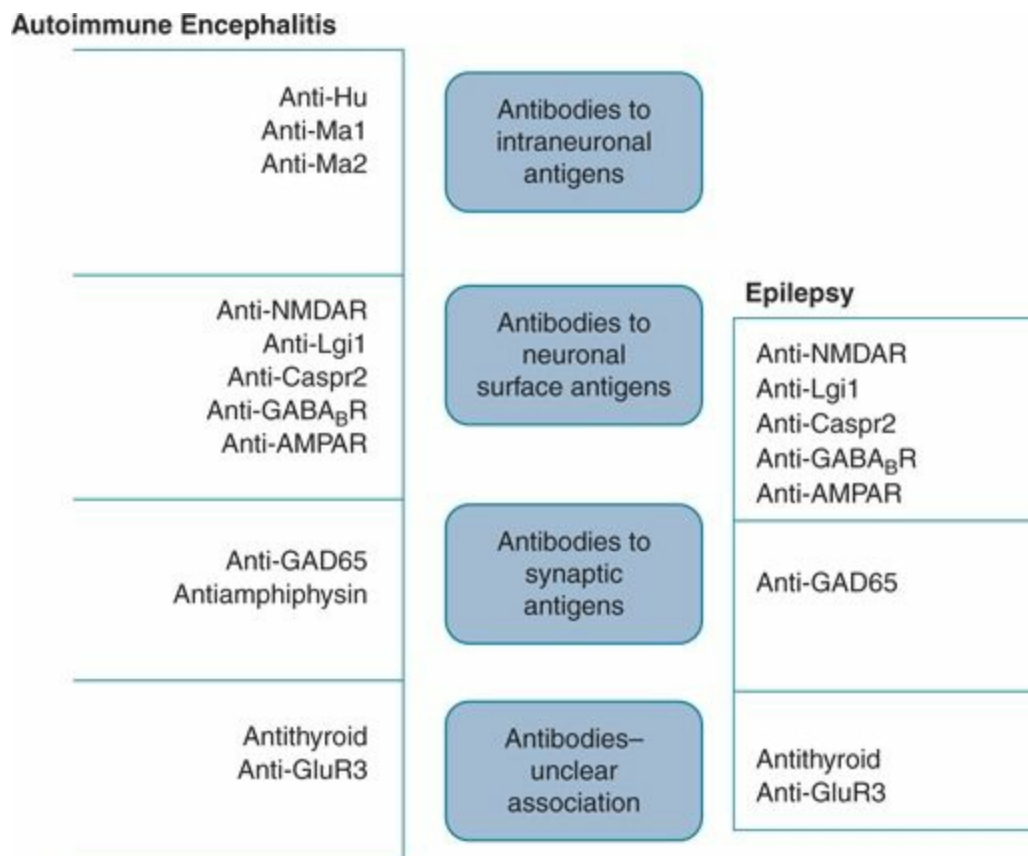 Autoimmune Encephalitis
Anti-Hu
Anti-Ma1
Anti-Ma2
Antibodies to
intraneuronal
antigens
Anti-NMDAR
Anti-Lgi1
Anti-Caspr2
Anti-GABABR
Anti-AMPAR
Antibodies to
neuronal
surface antigens
Epilepsy
Anti-NMDAR
Anti-Lgi1
Anti-Caspr2
Anti-GABABR
Anti-AMPAR
Anti-GAD65
Antiamphiphysin
Antibodies to
synaptic
antigens
Anti-GAD65
Antithyroid
Anti-GluR3
Antibodies–
unclear
association
Antithyroid
Anti-GluR3